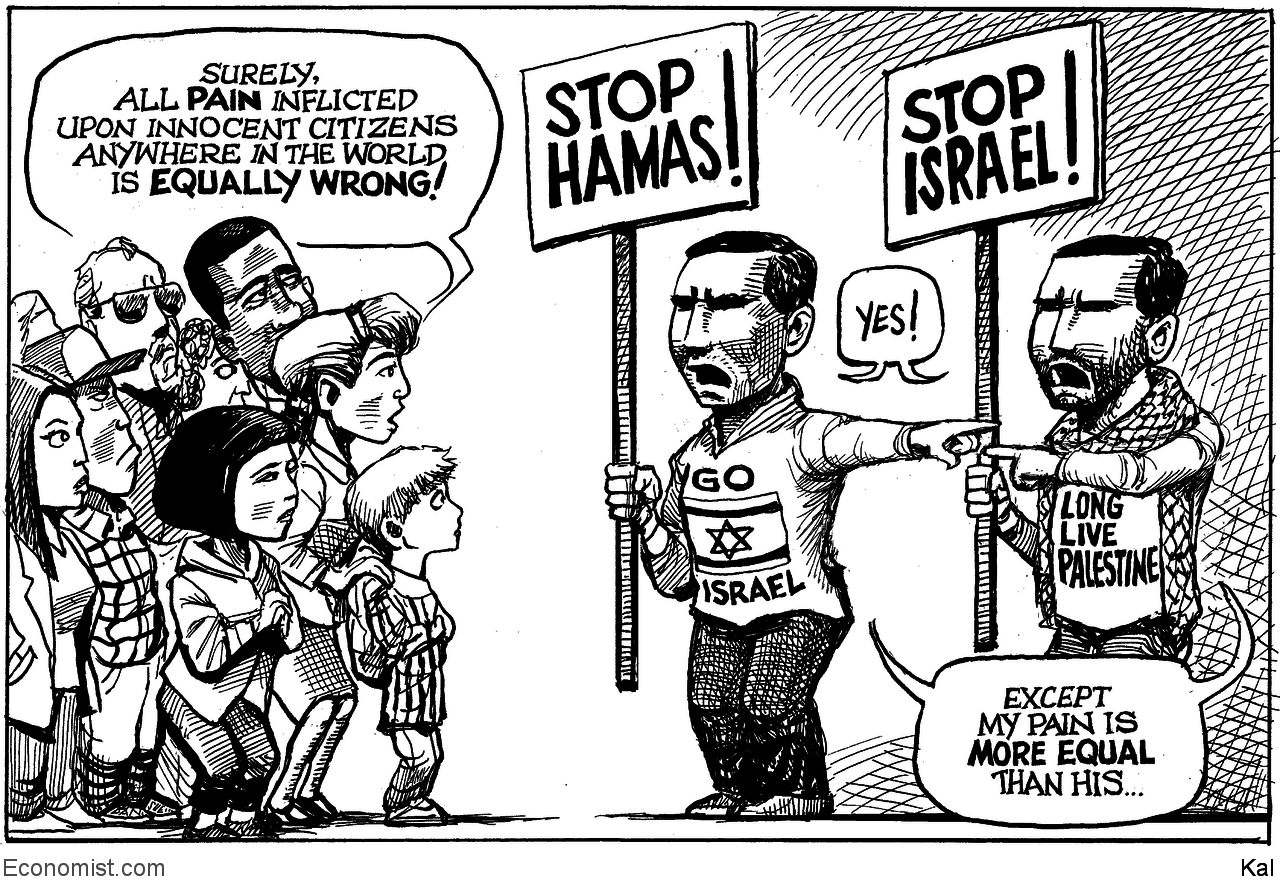 SURELY,
ALL PAIN INFLICTED
UPON INNOCENT CITIZENS
ANYWHERE IN THE WORLD
IS EQUALLY WRONG!
STOP
HAMAS!
STOP
ISRAEL!
YES!
GO
ISRAEL
LONG
LIVE
PALESTINE
EXCEPT
MY PAIN IS
MORE EQUAL
THAN HIS...
Economist.com
Kal